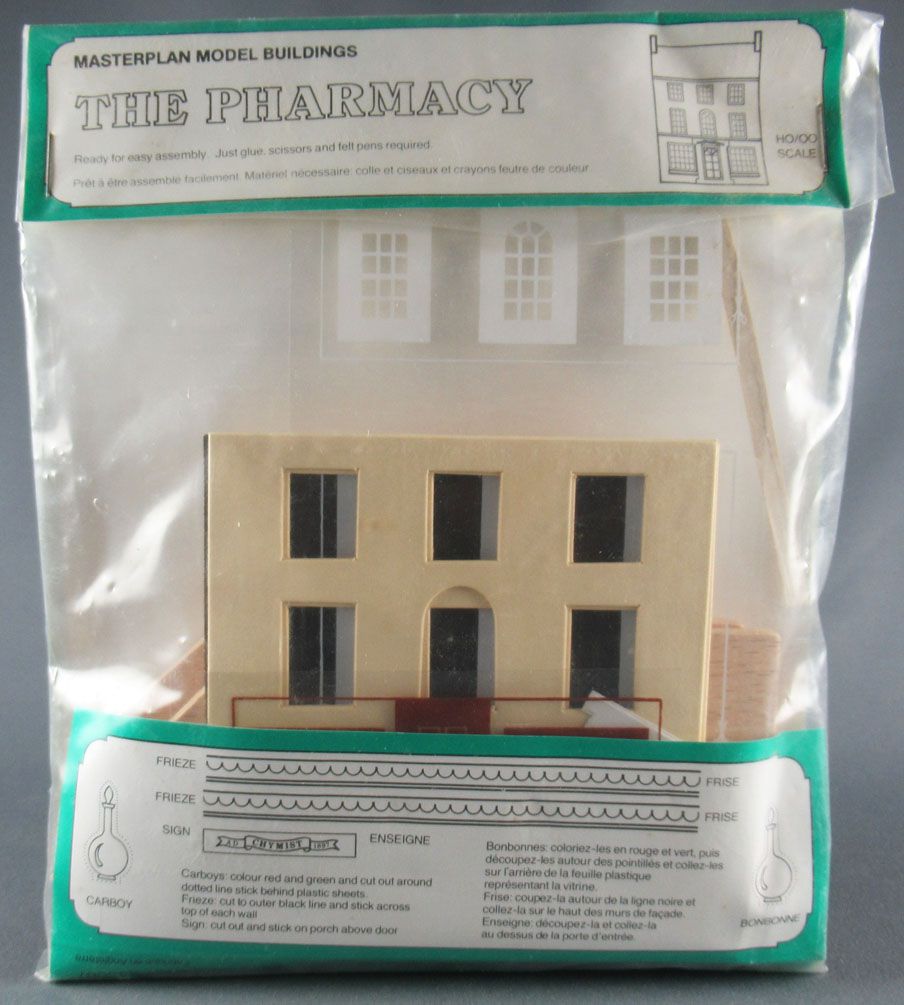 MASTERPLAN MODEL BUILDINGS
THE PHARMACY
Ready for easy assembly. Just glue, scissors and felt pens required.
Prêt à être assemble facilement. Matériel nécessaire: colle et ciseaux et crayons feutre de couleur
HO/OO
SCALE
FRIEZE
FRISE
FRIEZE
FRISE
SIGN
AD CHYMIST 1897
ENSEIGNE
CARBOY
Carboys: colour red and green and cut out around
dotted line stick behind plastic sheets.
Frieze: cut to outer black line and stick across
top of each wall
Sign: cut out and stick on porch above door
Bonbonnes: coloriez-les en rouge et vert, puis
découpez-les autour des pointillés et collez-les
sur l'arrière de la feuille plastique
représentant la vitrine.
Frise: coupez-la autour de la ligne noire et
collez-la sur le haut des murs de façade.
Enseigne: découpez-la et collez-la
au dessus de la porte d'entrée.
BONBONNE